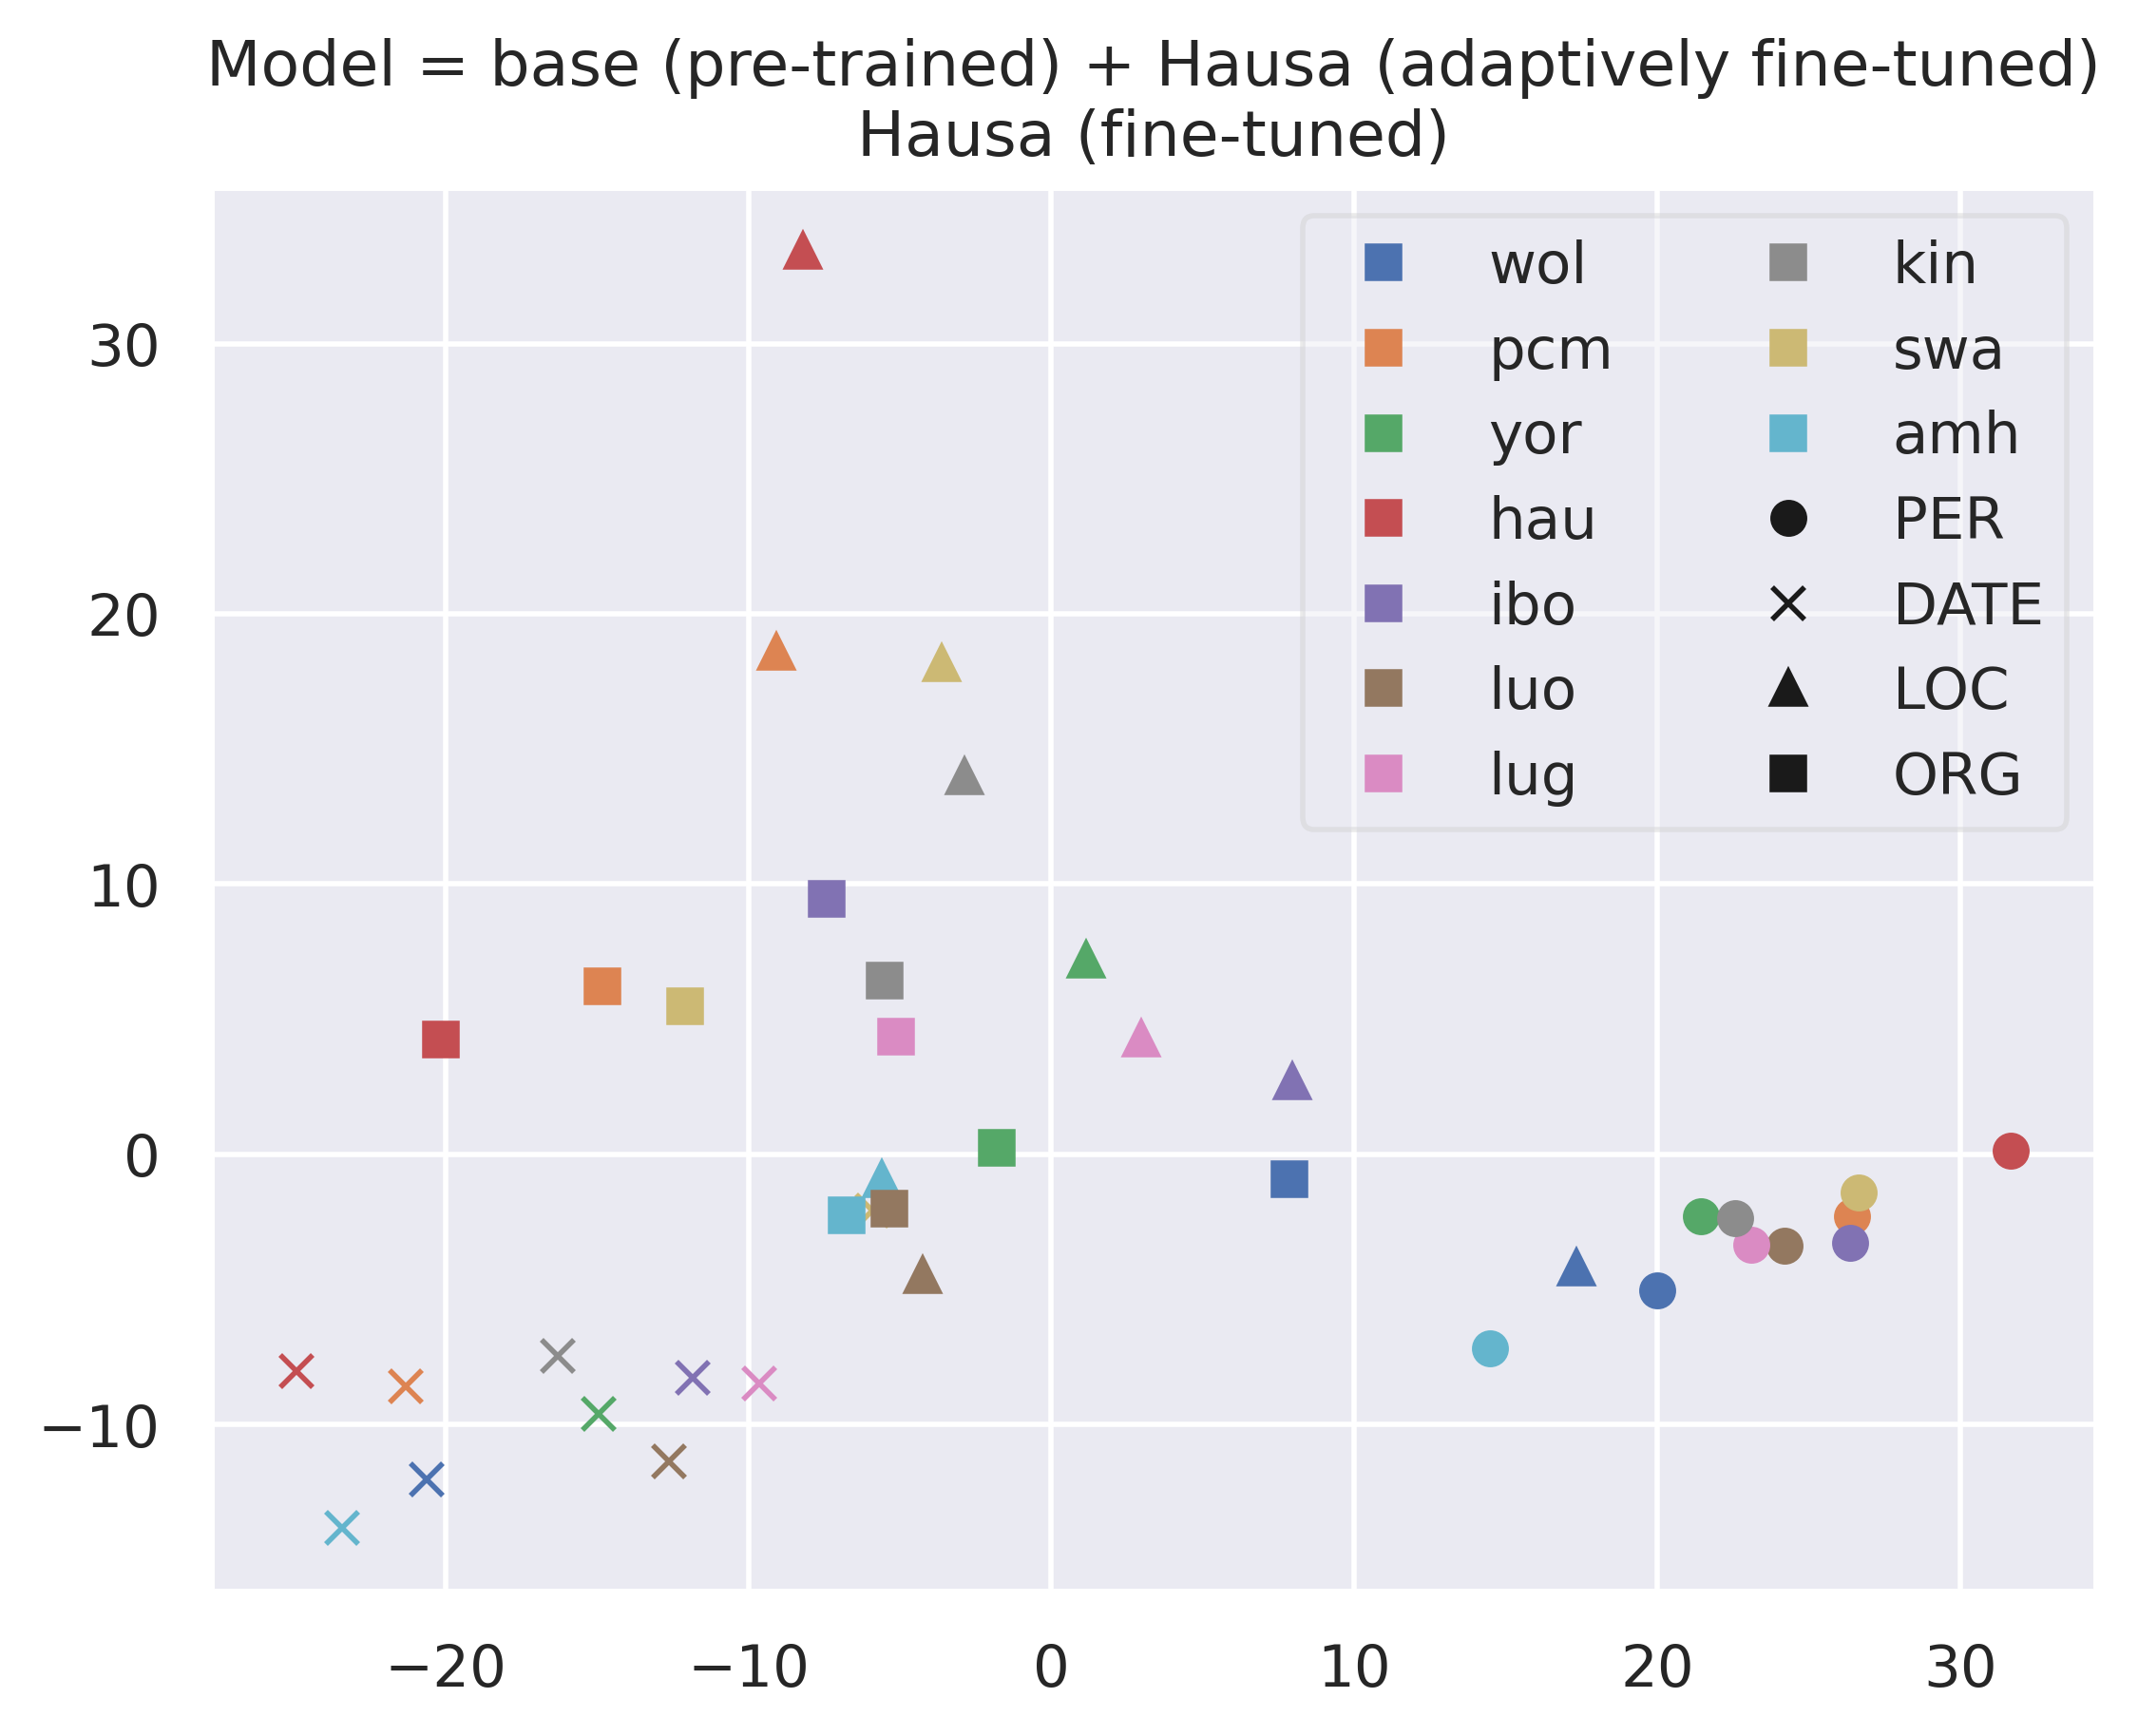 Model = base (pre-trained) + Hausa (adaptively fine-tuned)
Hausa (fine-tuned)
wol
pcm
yor
hau
ibo
luo
lug
kin
swa
amh
PER
DATE
LOC
ORG
30
20
10
0
−10
−20
−10
0
10
20
30